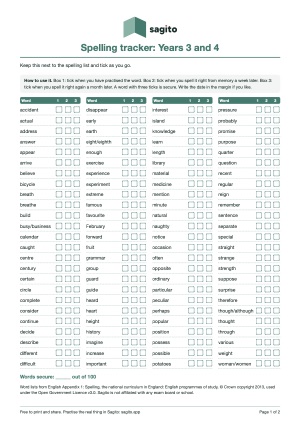 sagito
Spelling tracker: Years 3 and 4
Keep this next to the spelling list and tick as you go.
How to use it. Box 1: tick when you have practised the word. Box 2: tick when you spell it right from memory a week later. Box 3:
tick when you spell it right again a month later. A word with three ticks is secure. Write the date in the margin if you like.
Word 1 2 3 Word 1 2 3 Word 1 2 3 Word 1 2 3
accident disappear interest pressure
actual early island probably
address earth knowledge promise
answer eight/eighth learn purpose
appear enough length quarter
arrive exercise library question
believe experience material recent
bicycle experiment medicine regular
breath extreme mention reign
breathe famous minute remember
build favourite natural sentence
busy/business February naughty separate
calendar forward notice special
caught fruit occasion straight
centre grammar often strange
century group opposite strength
certain guard ordinary suppose
circle guide particular surprise
complete heard peculiar therefore
consider heart perhaps though/although
continue height popular thought
decide history position through
describe imagine possess various
different increase possible weight
difficult important potatoes woman/women
Words secure: ____ out of 100
Word lists from English Appendix 1: Spelling, the national curriculum in England: English programmes of study, © Crown copyright 2013, used
under the Open Government Licence v3.0. Sagito is not affiliated with any exam board or school.
Free to print and share. Practise the real thing in Sagito: sagito.app Page 1 of 2